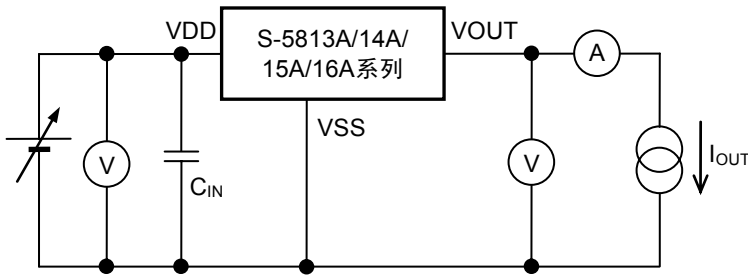 VDD
S-5813A/14A/
15A/16A系列
VOUT
A
VSS
V
CIN
V
IOUT